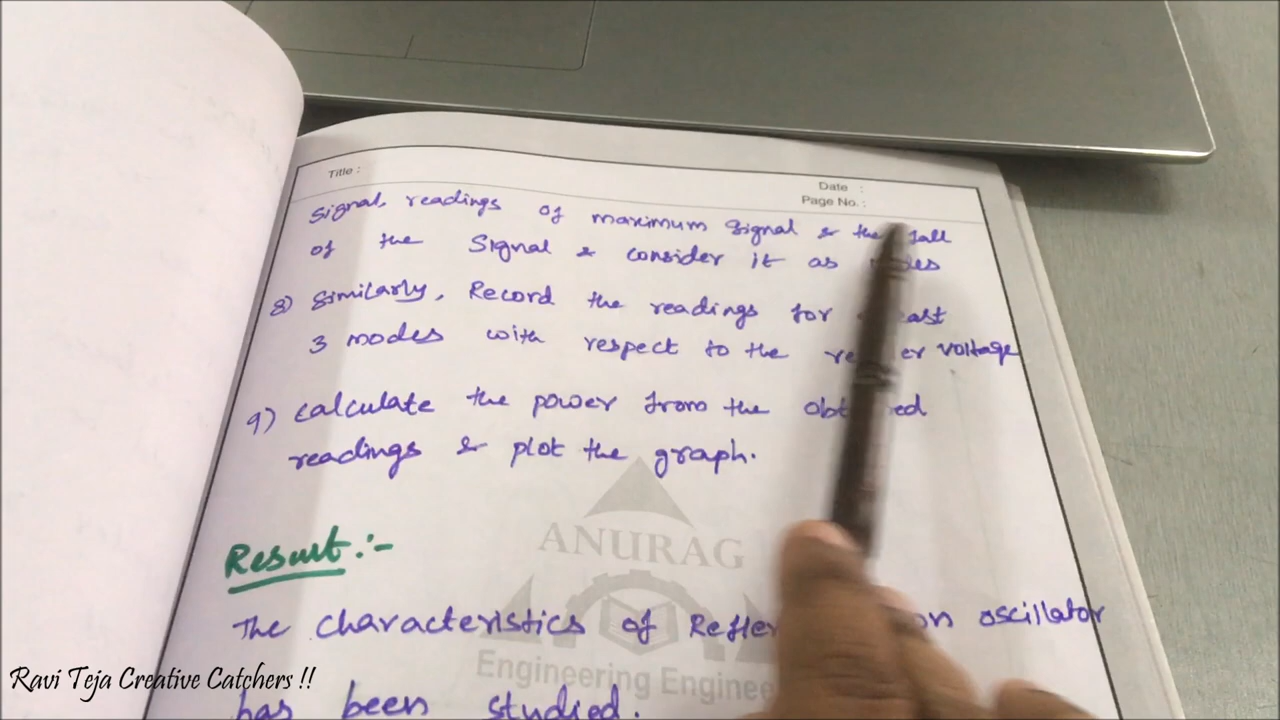 Title :
Date :
Page No. :
Signal, readings of maximum signal & the fall
of the signal & consider it as
8) Similarly, Record the readings for
3 modes with respect to the voltage
9) calculate the power from the
readings & plot the graph.
ANURAG
Result :-
The characteristics of oscillator
Engineering
has been studied.
Ravi Teja Creative Catchers !!